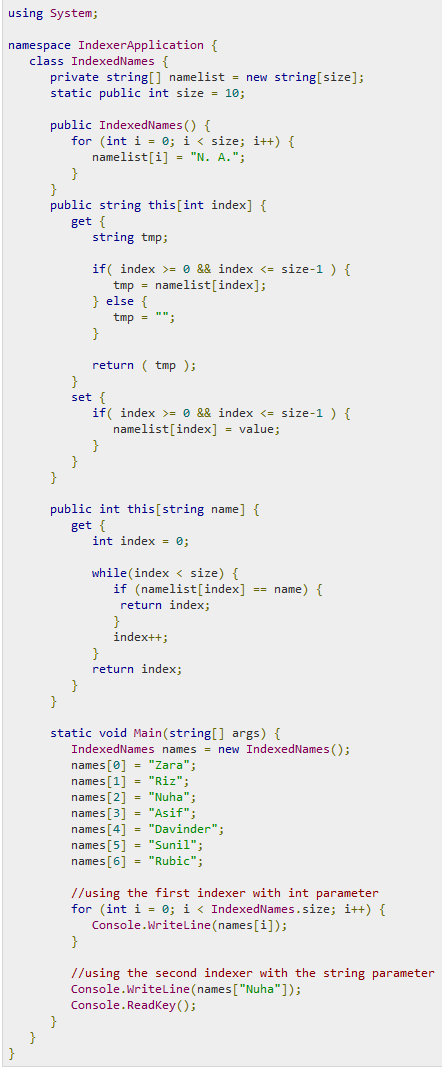 using System;

namespace IndexerApplication {
   class IndexedNames {
      private string[] namelist = new string[size];
      static public int size = 10;

      public IndexedNames() {
         for (int i = 0; i < size; i++) {
            namelist[i] = "N. A.";
         }
      }
      public string this[int index] {
         get {
            string tmp;

            if( index >= 0 && index <= size-1 ) {
               tmp = namelist[index];
            } else {
               tmp = "";
            }

            return ( tmp );
         }
         set {
            if( index >= 0 && index <= size-1 ) {
               namelist[index] = value;
            }
         }
      }

      public int this[string name] {
         get {
            int index = 0;

            while(index < size) {
               if (namelist[index] == name) {
                return index;
               }
               index++;
            }
            return index;
         }
      }

      static void Main(string[] args) {
         IndexedNames names = new IndexedNames();
         names[0] = "Zara";
         names[1] = "Riz";
         names[2] = "Nuha";
         names[3] = "Asif";
         names[4] = "Davinder";
         names[5] = "Sunil";
         names[6] = "Rubic";

         //using the first indexer with int parameter
         for (int i = 0; i < IndexedNames.size; i++) {
            Console.WriteLine(names[i]);
         }

         //using the second indexer with the string parameter
         Console.WriteLine(names["Nuha"]);
         Console.ReadKey();
      }
   }
}